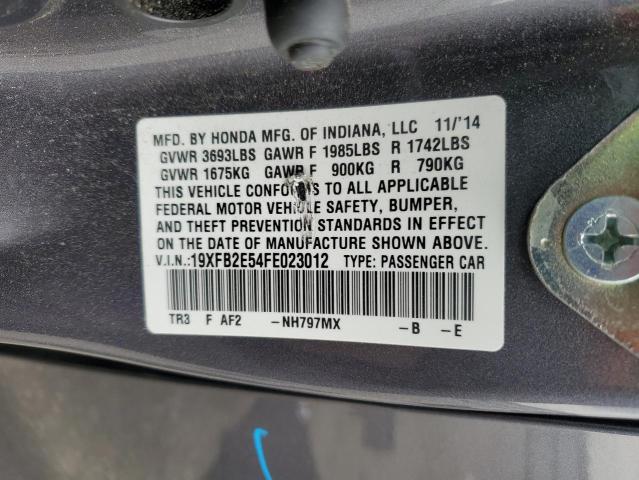 MFD. BY HONDA MFG. OF INDIANA, LLC 11/'14
GVWR 3693LBS GAWR F 1985LBS R 1742LBS
GVWR 1675KG GAWR F 900KG R 790KG
THIS VEHICLE CONFORMS TO ALL APPLICABLE
FEDERAL MOTOR VEHICLE SAFETY, BUMPER,
AND THEFT PREVENTION STANDARDS IN EFFECT
ON THE DATE OF MANUFACTURE SHOWN ABOVE.
V.I.N.:19XFB2E54FE023012 TYPE: PASSENGER CAR
TR3 F AF2 -NH797MX -B -E